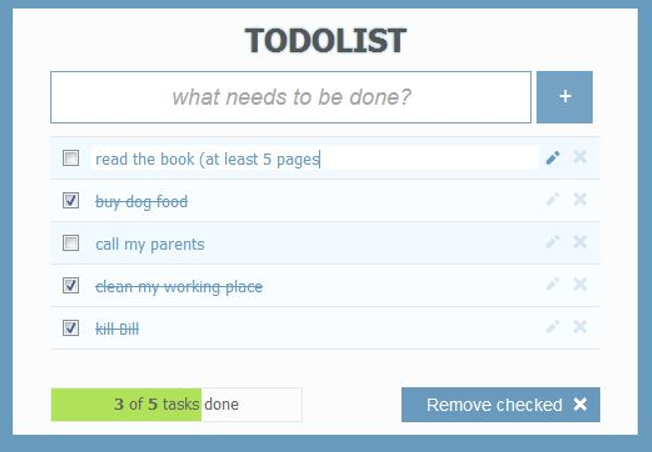 TODOLIST
what needs to be done?
+
read the book (at least 5 pages
buy dog food
call my parents
clean my working place
kill Bill
3 of 5 tasks done
Remove checked